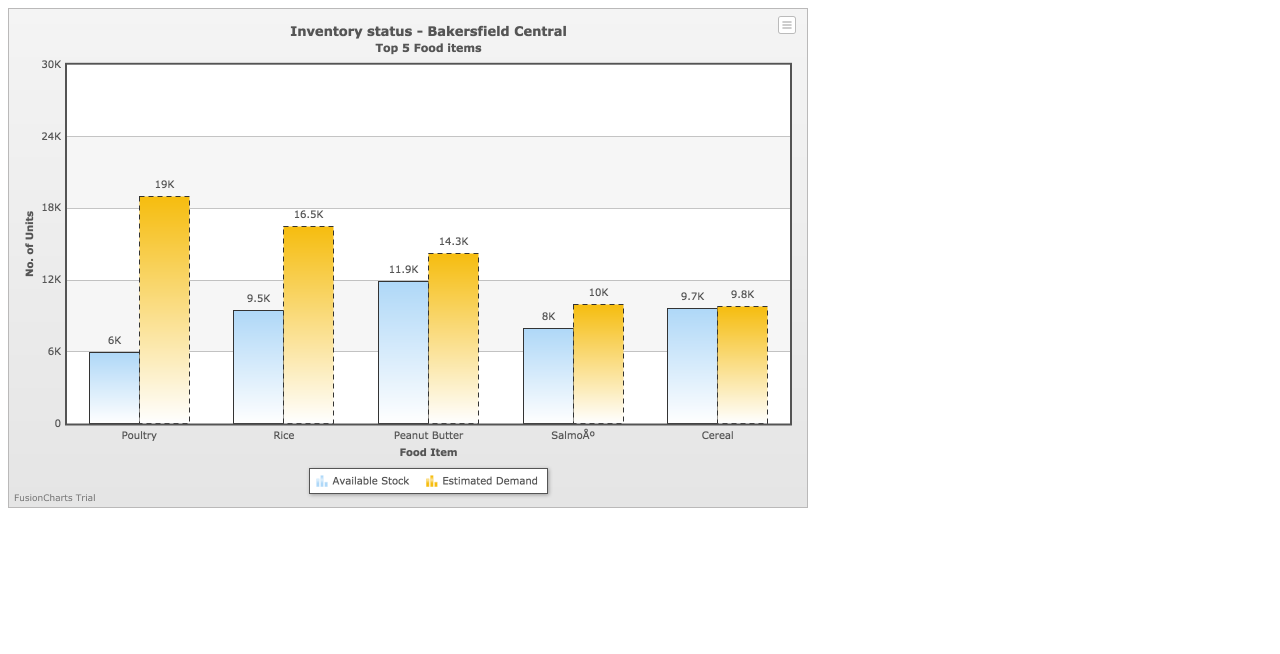 Inventory status - Bakersfield Central
Top 5 Food items
30K
24K
18K
12K
6K
0
No. of Units
6K
19K
9.5K
16.5K
11.9K
14.3K
8K
10K
9.7K
9.8K
Poultry
Rice
Peanut Butter
SalmoÅº
Cereal
Food Item
Available Stock
Estimated Demand
FusionCharts Trial